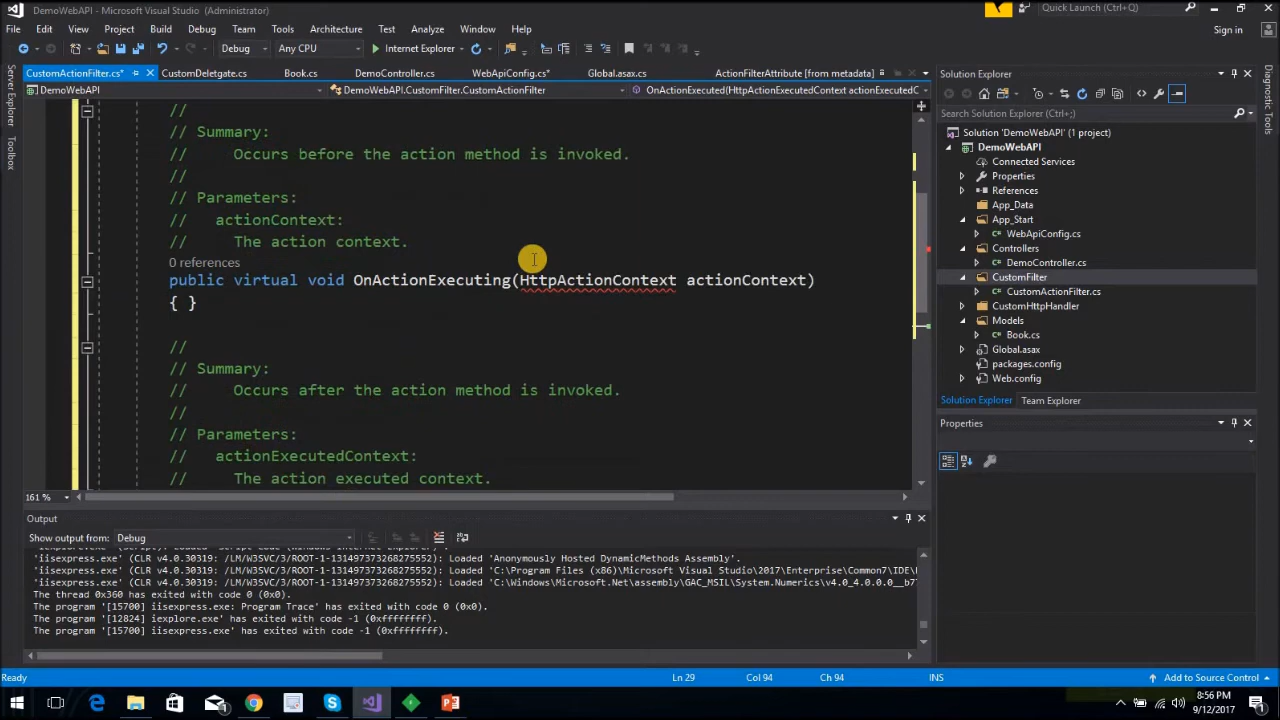 DemoWebAPI - Microsoft Visual Studio (Administrator)
Quick Launch (Ctrl+;)
File Edit View Project Build Debug Team Tools Architecture Test Analyze Window Help
Sign in
Debug Any CPU Internet Explorer
CustomActionFilter.cs* CustomDeletgate.cs Book.cs DemoController.cs WebApiConfig.cs* Global.asax.cs ActionFilterAttribute [from metadata]
DemoWebAPI DemoWebAPI.CustomFilter.CustomActionFilter OnActionExecuted(HttpActionExecutedContext actionExecutedC
Server Explorer
Toolbox
//
// Summary:
// Occurs before the action method is invoked.
//
// Parameters:
// actionContext:
// The action context.
0 references
public virtual void OnActionExecuting(HttpActionContext actionContext)
{ }
//
// Summary:
// Occurs after the action method is invoked.
//
// Parameters:
// actionExecutedContext:
// The action executed context.
161 %
Solution Explorer
Search Solution Explorer (Ctrl+;)
Solution 'DemoWebAPI' (1 project)
DemoWebAPI
Connected Services
Properties
References
App_Data
App_Start
WebApiConfig.cs
Controllers
DemoController.cs
CustomFilter
CustomActionFilter.cs
CustomHttpHandler
Models
Book.cs
Global.asax
packages.config
Web.config
Solution Explorer Team Explorer
Properties
Diagnostic Tools
Output
Show output from: Debug
'iisexpress.exe' (CLR v4.0.30319: /LM/W3SVC/3/ROOT-1-131497373268275552): Loaded 'Anonymously Hosted DynamicMethods Assembly'.
'iisexpress.exe' (CLR v4.0.30319: /LM/W3SVC/3/ROOT-1-131497373268275552): Loaded 'C:\Program Files (x86)\Microsoft Visual Studio\2017\Enterprise\Common7\IDE\
'iisexpress.exe' (CLR v4.0.30319: /LM/W3SVC/3/ROOT-1-131497373268275552): Loaded 'C:\Windows\Microsoft.Net\assembly\GAC_MSIL\System.Numerics\v4.0_4.0.0.0__b7
The thread 0x360 has exited with code 0 (0x0).
The program '[15700] iisexpress.exe: Program Trace' has exited with code 0 (0x0).
The program '[12824] iexplore.exe' has exited with code -1 (0xffffffff).
The program '[15700] iisexpress.exe' has exited with code -1 (0xffffffff).
Ready Ln 29 Col 94 Ch 94 INS Add to Source Control
8:56 PM
9/12/2017